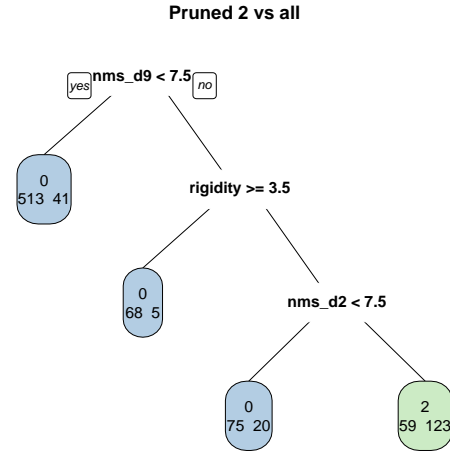 Pruned 2 vs all
yes nms_d9 < 7.5 no
0
513 41
rigidity >= 3.5
0
68 5
nms_d2 < 7.5
0
75 20
2
59 123